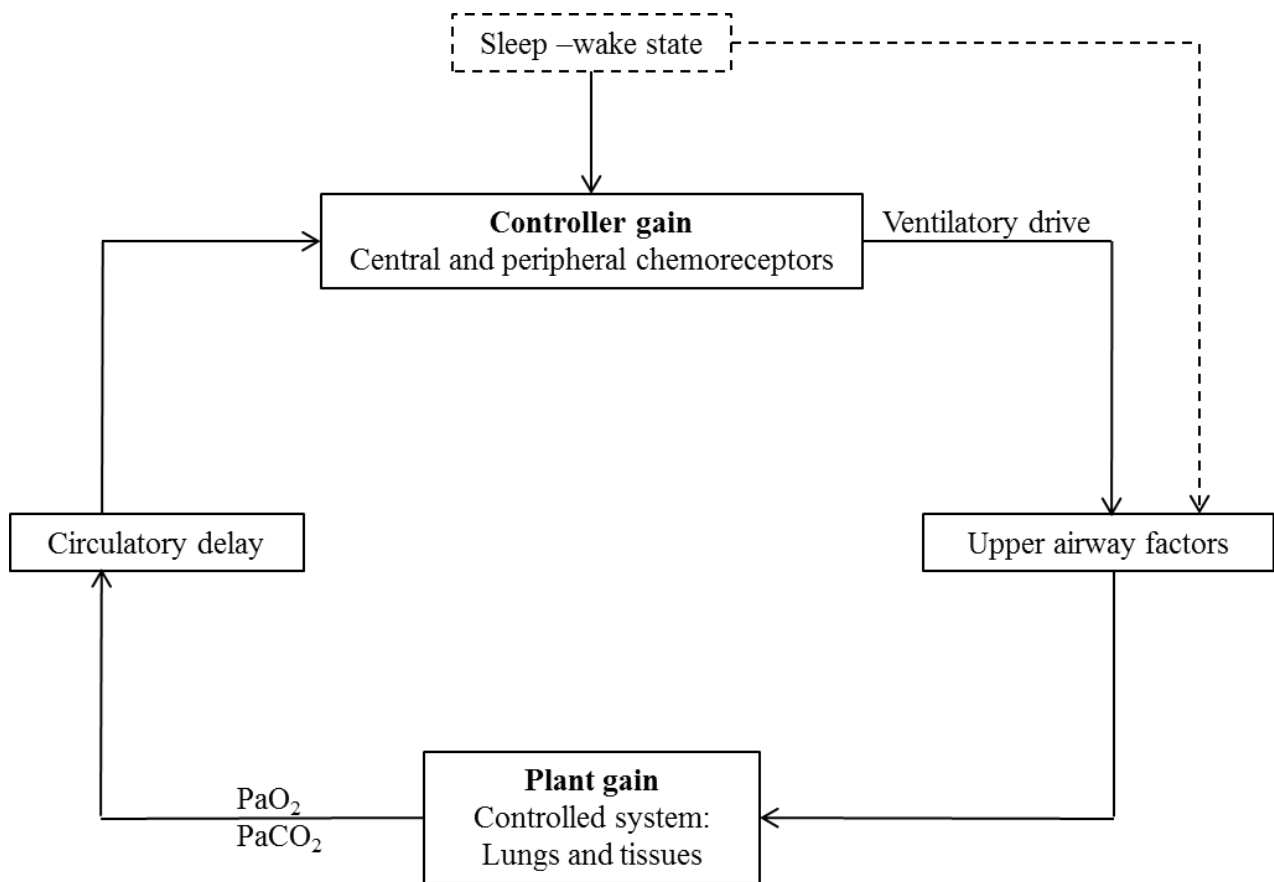 Sleep –wake state
Controller gain
Central and peripheral chemoreceptors
Ventilatory drive
Circulatory delay
Upper airway factors
Plant gain
Controlled system:
Lungs and tissues
PaO₂
PaCO₂